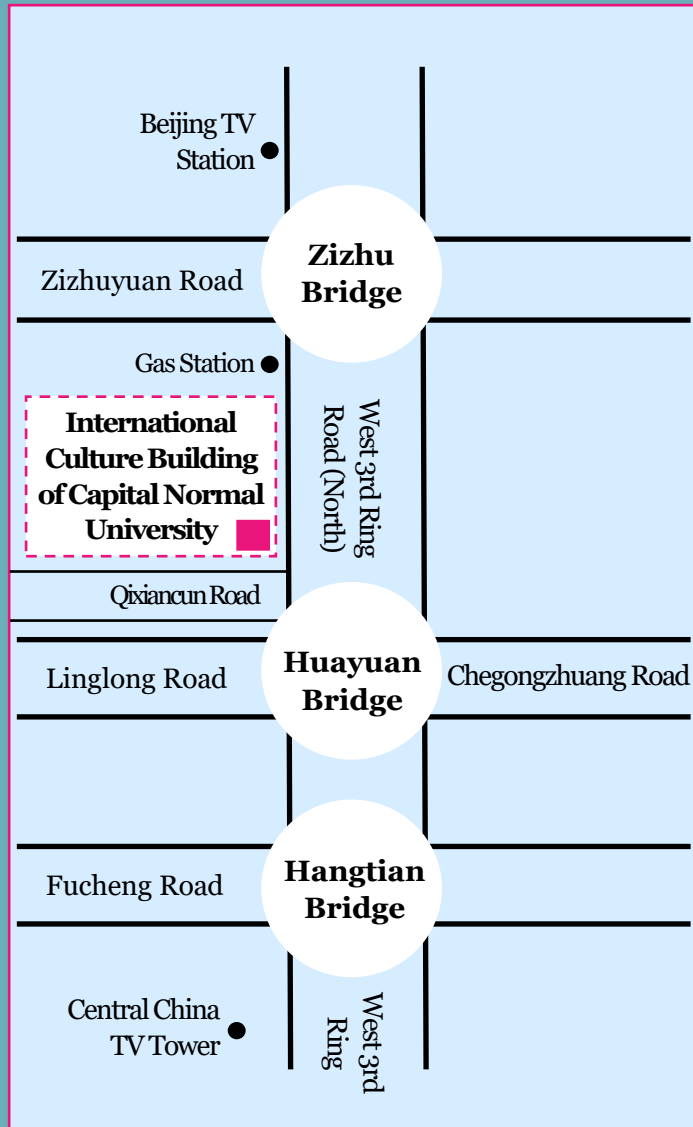 Beijing TV
Station
Zizhu
Bridge
Zizhuyuan Road
Gas Station
International
Culture Building
of Capital Normal
University
West 3rd Ring
Road (North)
Qixiancun Road
Huayuan
Bridge
Linglong Road
Chegongzhuang Road
Hangtian
Bridge
Fucheng Road
Central China
TV Tower
West 3rd
Ring